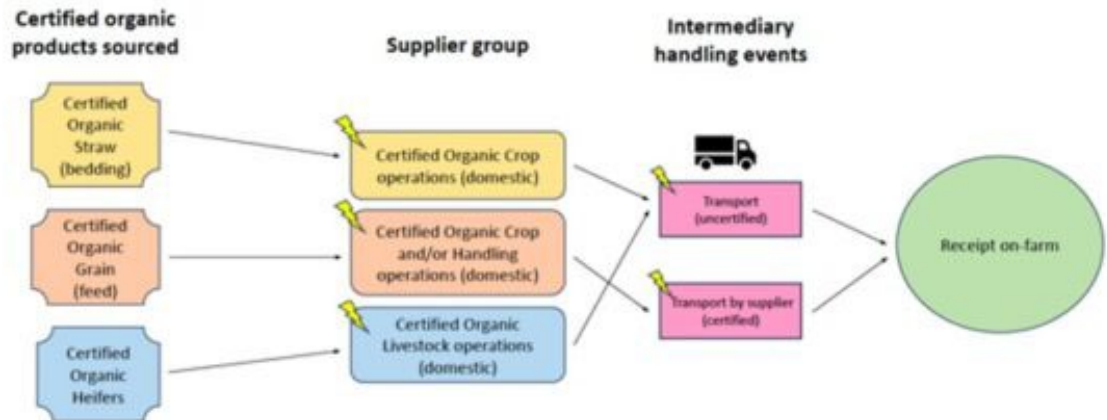 Certified organic
products sourced
Supplier group
Intermediary
handling events
Certified
Organic
Straw
(bedding)
Certified Organic Crop
operations (domestic)
Transport
(uncertified)
Certified
Organic
Grain
(feed)
Certified Organic Crop
and/or Handling
operations (domestic)
Receipt on-farm
Transport by supplier
(certified)
Certified
Organic
Heifers
Certified Organic
Livestock operations
(domestic)